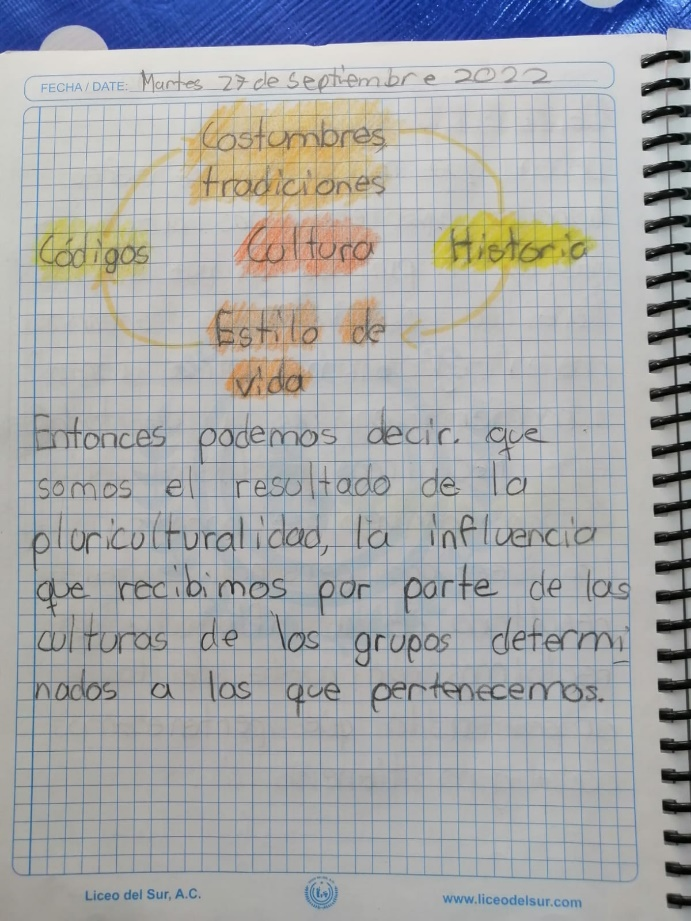 FECHA / DATE: Martes 27 de septiembre 2022
Costumbres
tradiciones
Códigos Cultura Historia
Estilo de
vida
Entonces podemos decir. que
somos el resultado de la
pluriculturalidad, la influencia
que recibimos por parte de las
culturas de los grupos determi
nados a los que pertenecemos.
Liceo del Sur, A.C. www.liceodelsur.com